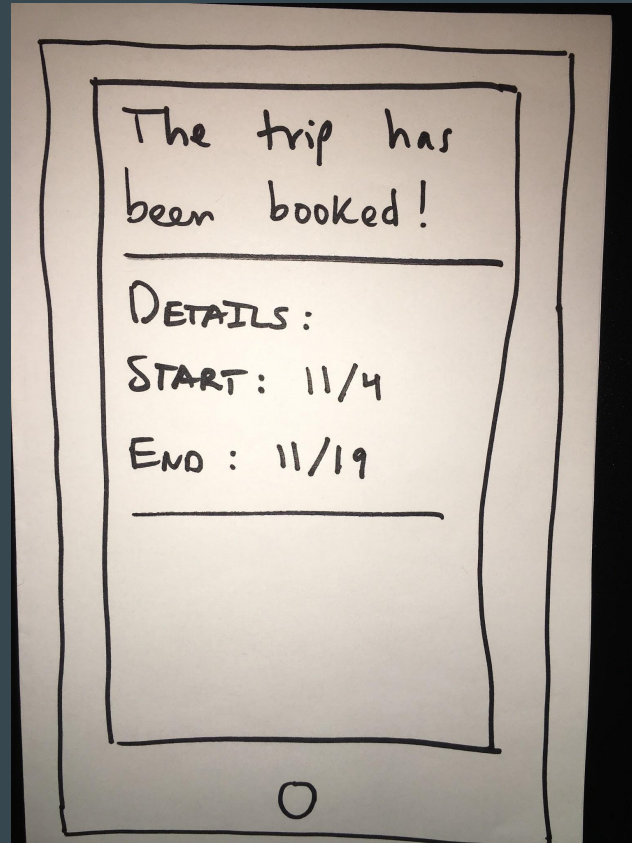 The trip has
been booked!
DETAILS:
START: 11/4
END: 11/19